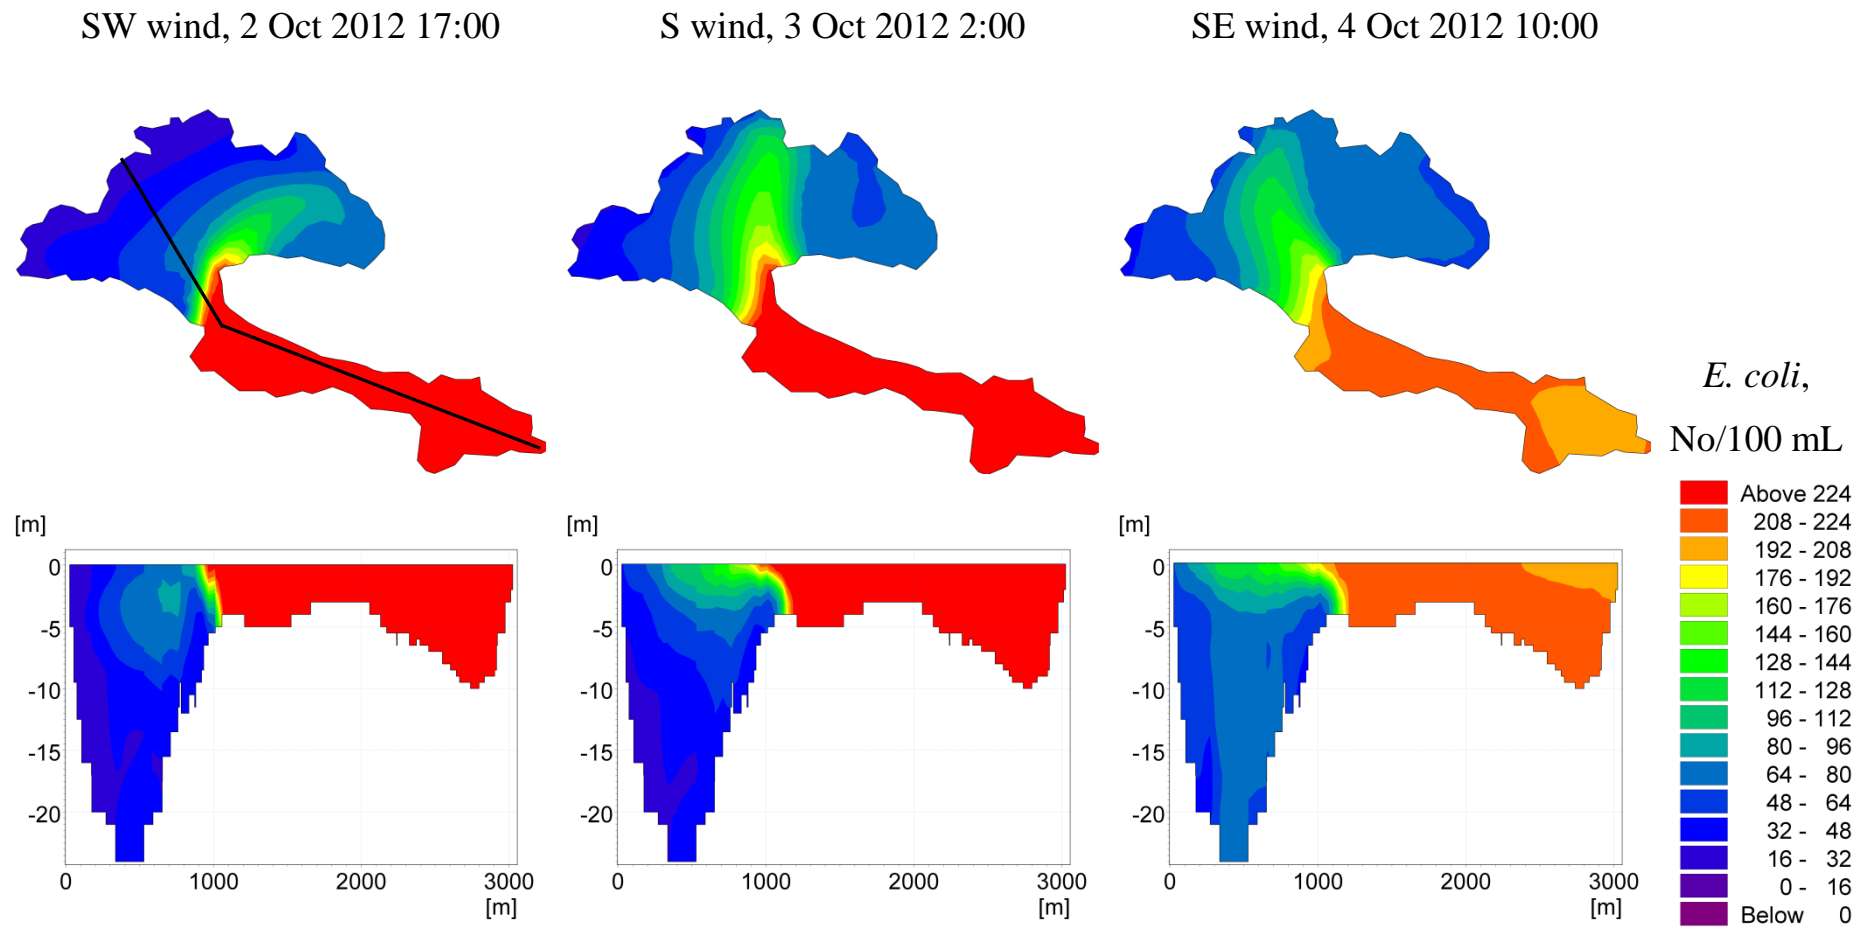 SW wind, 2 Oct 2012 17:00
S wind, 3 Oct 2012 2:00
SE wind, 4 Oct 2012 10:00
E. coli,
No/100 mL
Above 224
208 - 224
192 - 208
176 - 192
160 - 176
144 - 160
128 - 144
112 - 128
96 - 112
80 - 96
64 - 80
48 - 64
32 - 48
16 - 32
0 - 16
Below 0
[m]
0
-5
-10
-15
-20
0 1000 2000 3000
[m]
[m]
0
-5
-10
-15
-20
0 1000 2000 3000
[m]
[m]
0
-5
-10
-15
-20
0 1000 2000 3000
[m]